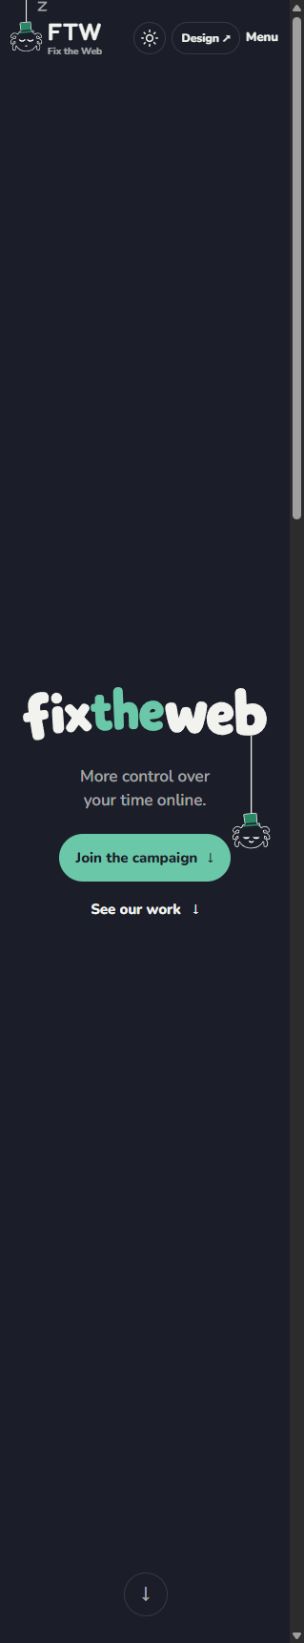 Z
FTW
Fix the Web
Design ↗
Menu
fixtheweb
More control over
your time online.
Join the campaign ↓
See our work ↓
↓